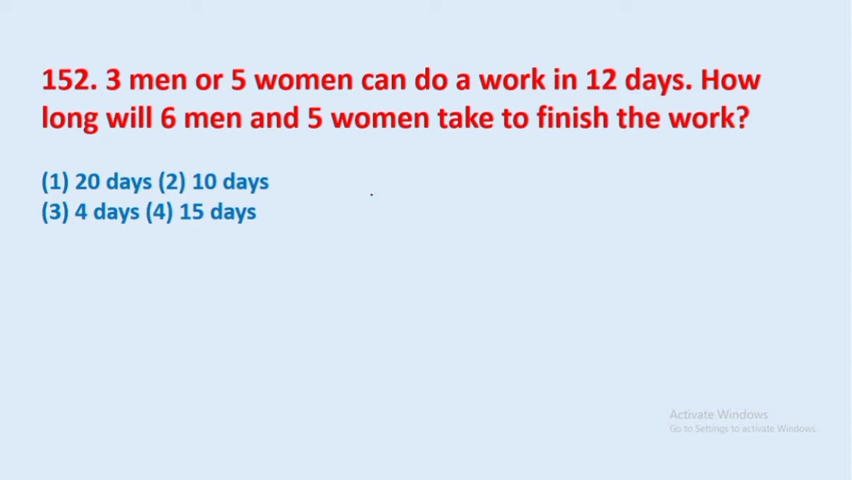 152. 3 men or 5 women can do a work in 12 days. How
long will 6 men and 5 women take to finish the work?
(1) 20 days (2) 10 days
(3) 4 days (4) 15 days
Activate Windows
Go to Settings to activate Windows.